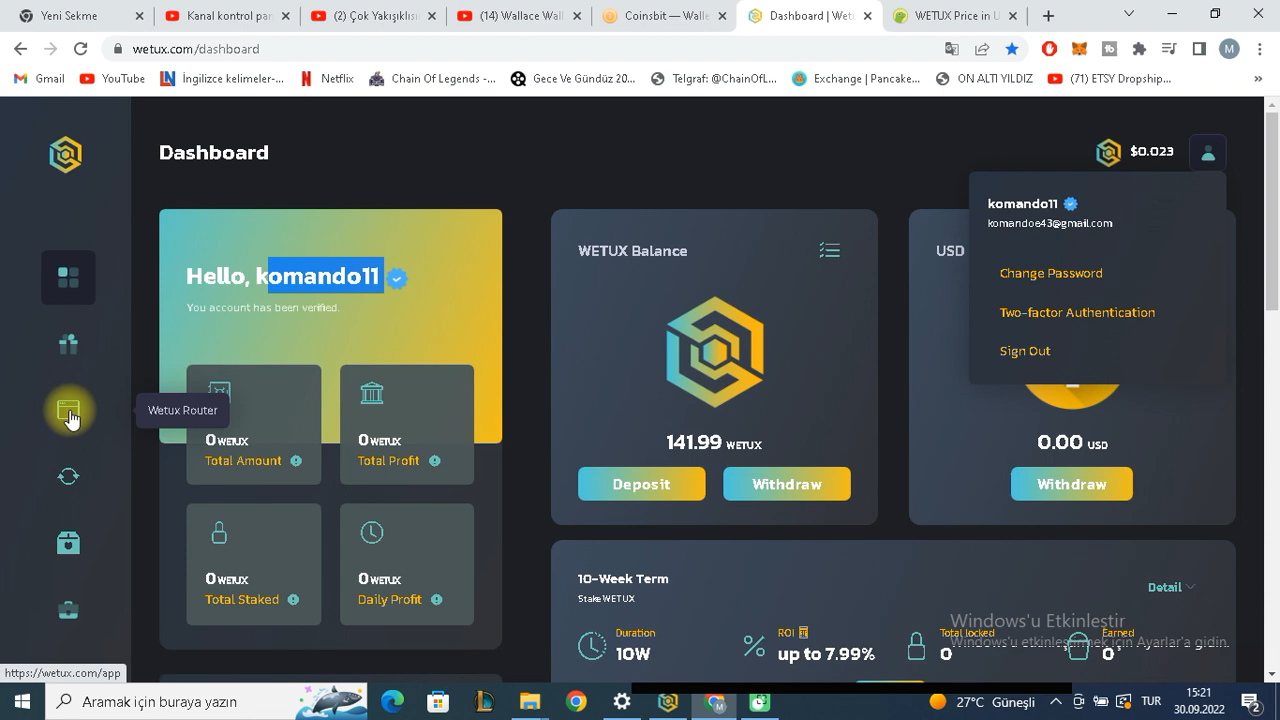 Yeni Sekme
Kanal kontrol pan
(2) Çok Yakışıklısı
(14) Wallace Wall
Coinsbit — Walle
Dashboard | Wet
WETUX Price in U
wetux.com/dashboard
M
Gmail
YouTube
İngilizce kelimeler-...
Netflix
Chain Of Legends -...
Gece Ve Gündüz 20...
Telgraf: @ChainOfL...
Exchange | Pancake...
ON ALTI YILDIZ
(71) ETSY Dropship...
Dashboard
$0.023
komando11
komandoe43@gmail.com
Change Password
Two-factor Authentication
Sign Out
Hello, komando11
You account has been verified.
WETUX Balance
USD
Wetux Router
0 WETUX
Total Amount
0 WETUX
Total Profit
141.99 WETUX
0.00 USD
Deposit
Withdraw
Withdraw
0 WETUX
Total Staked
0 WETUX
Daily Profit
10-Week Term
Stake WETUX
Detail
Duration
10W
ROI
up to 7.99%
Total locked
0
Earned
0
Windows'u Etkinleştir
Windows'u etkinleştirmek için Ayarlar'a gidin.
https://wetux.com/app
Aramak için buraya yazın
27°C Güneşli
TUR
15:21
30.09.2022
2